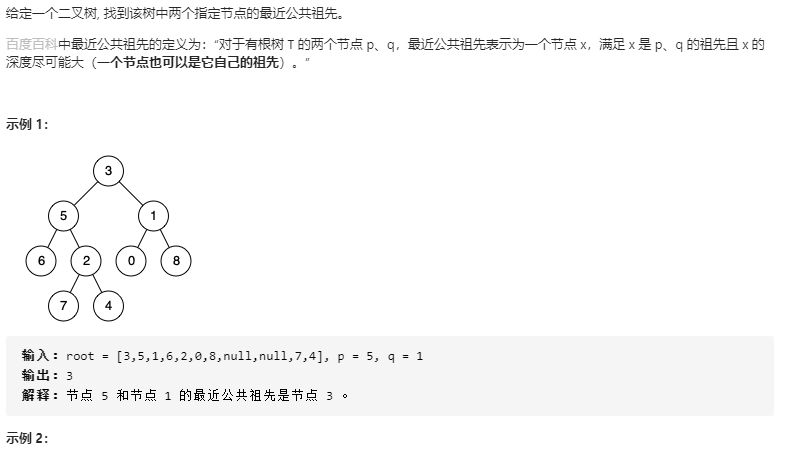 给定一个二叉树, 找到该树中两个指定节点的最近公共祖先。
百度百科中最近公共祖先的定义为：“对于有根树 T 的两个节点 p、q，最近公共祖先表示为一个节点 x，满足 x 是 p、q 的祖先且 x 的
深度尽可能大（一个节点也可以是它自己的祖先）。”
示例 1：
3
5 1
6 2 0 8
7 4
输入：root = [3,5,1,6,2,0,8,null,null,7,4], p = 5, q = 1
输出：3
解释：节点 5 和节点 1 的最近公共祖先是节点 3 。
示例 2：